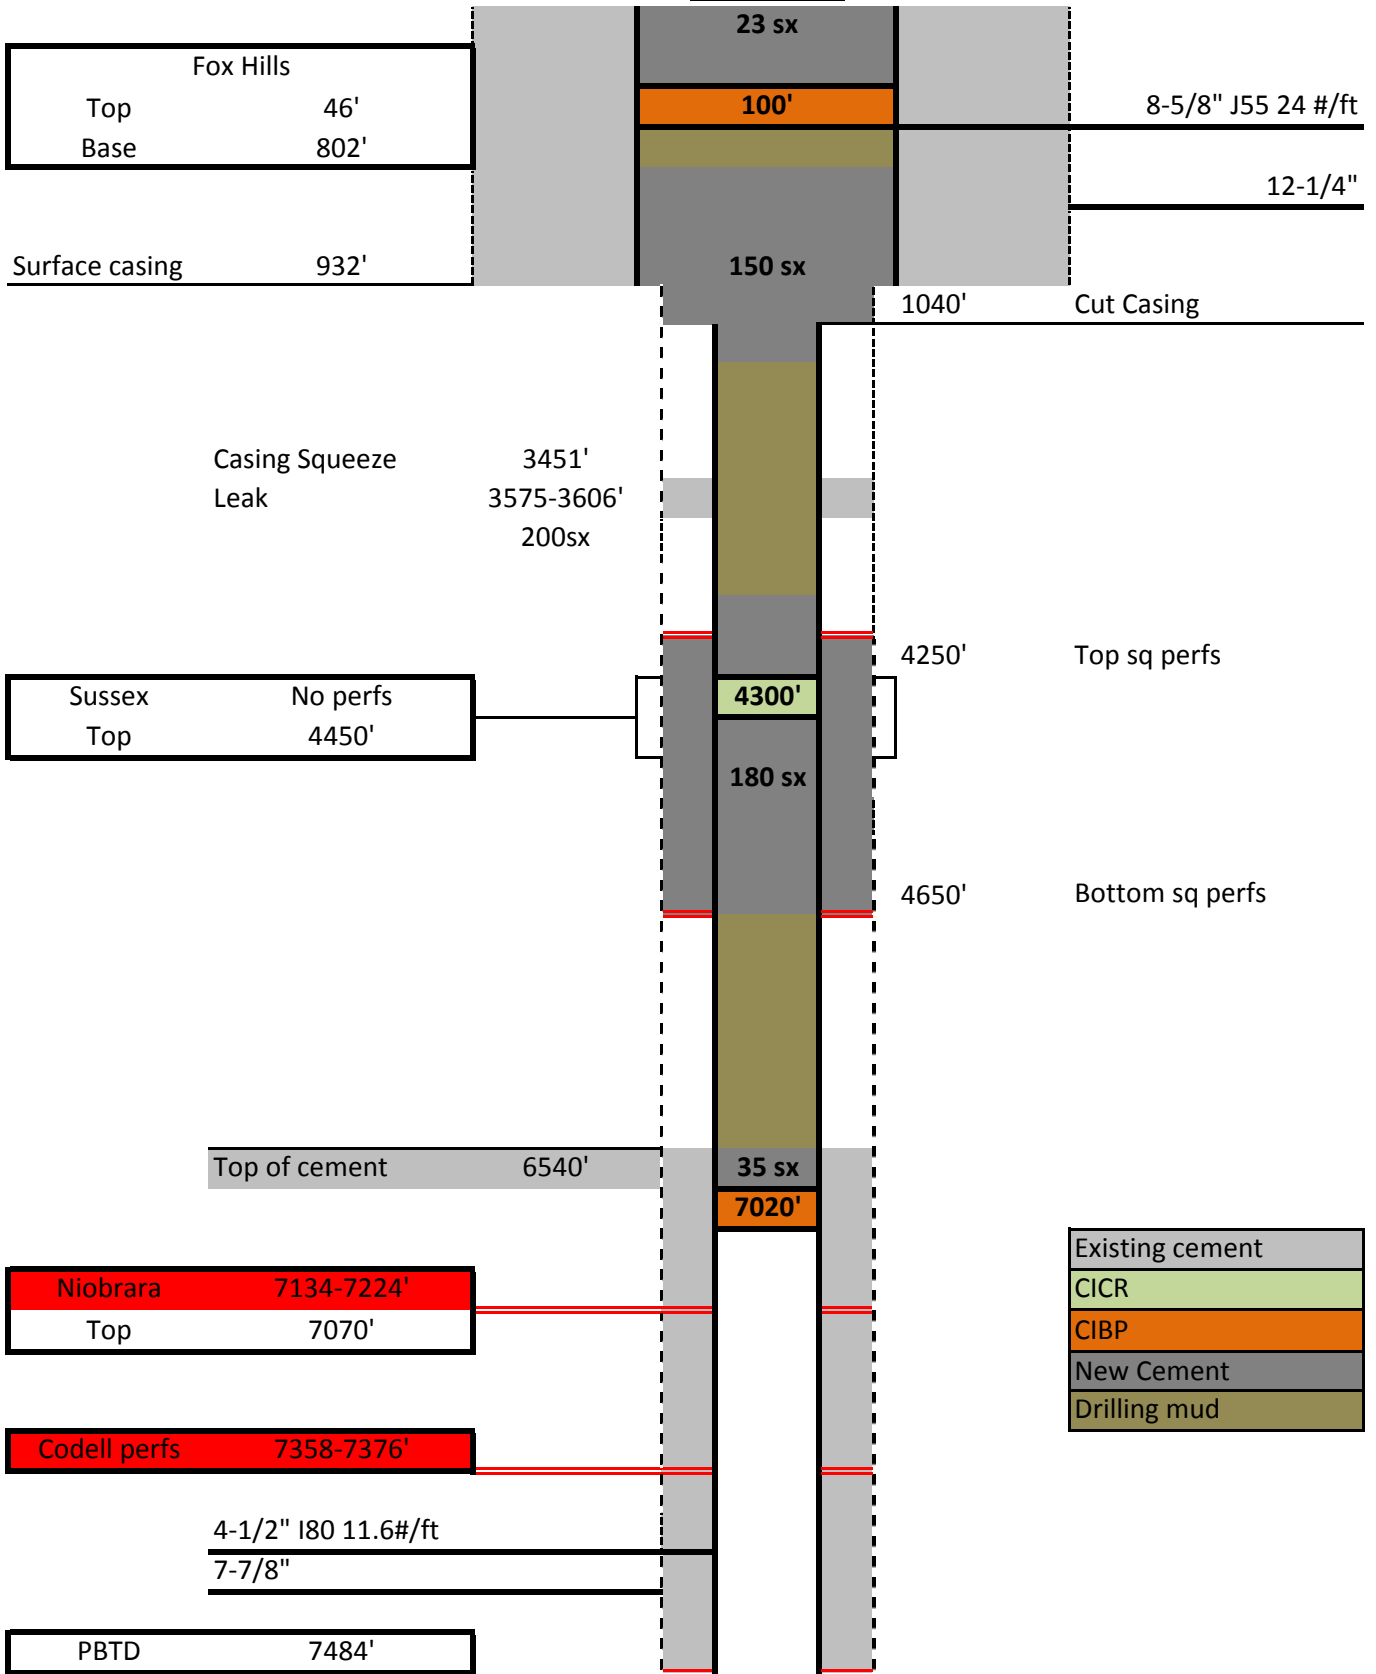 23 sx
Fox Hills
Top 46'
100'
8-5/8" J55 24 #/ft
Base 802'
12-1/4"
Surface casing 932'
150 sx
1040' Cut Casing
Casing Squeeze 3451'
Leak 3575-3606'
200sx
4250' Top sq perfs
Sussex No perfs
4300'
Top 4450'
180 sx
4650' Bottom sq perfs
Top of cement 6540'
35 sx
7020'
Existing cement
Niobrara 7134-7224'
CICR
Top 7070'
CIBP
New Cement
Drilling mud
Codell perfs 7358-7376'
4-1/2" I80 11.6#/ft
7-7/8"
PBTD 7484'